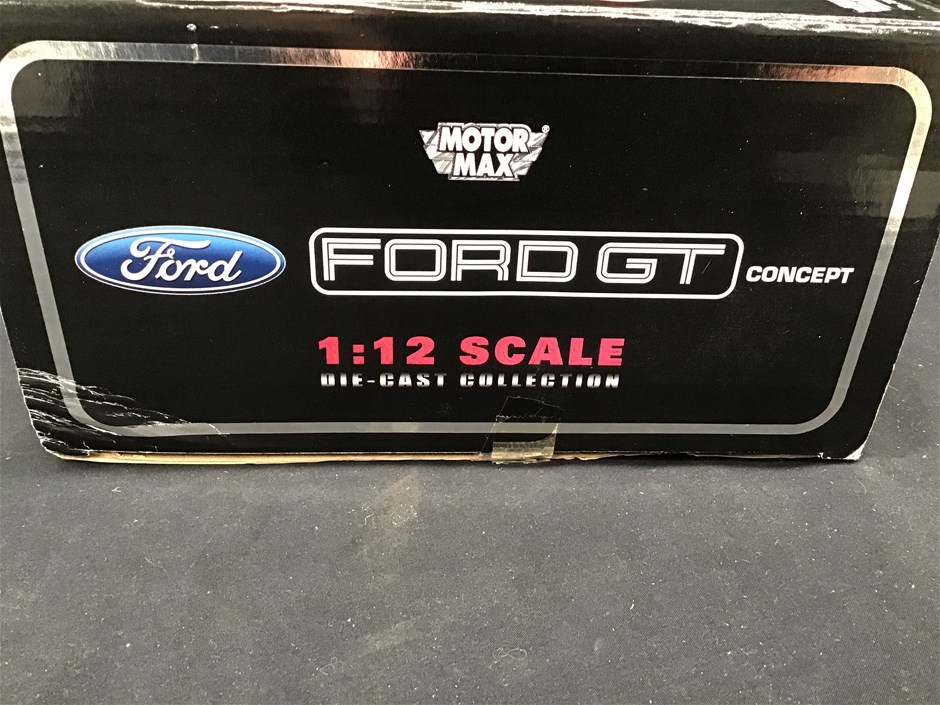 MOTOR
MAX®
Ford FORD GT CONCEPT
1:12 SCALE
DIE-CAST COLLECTION